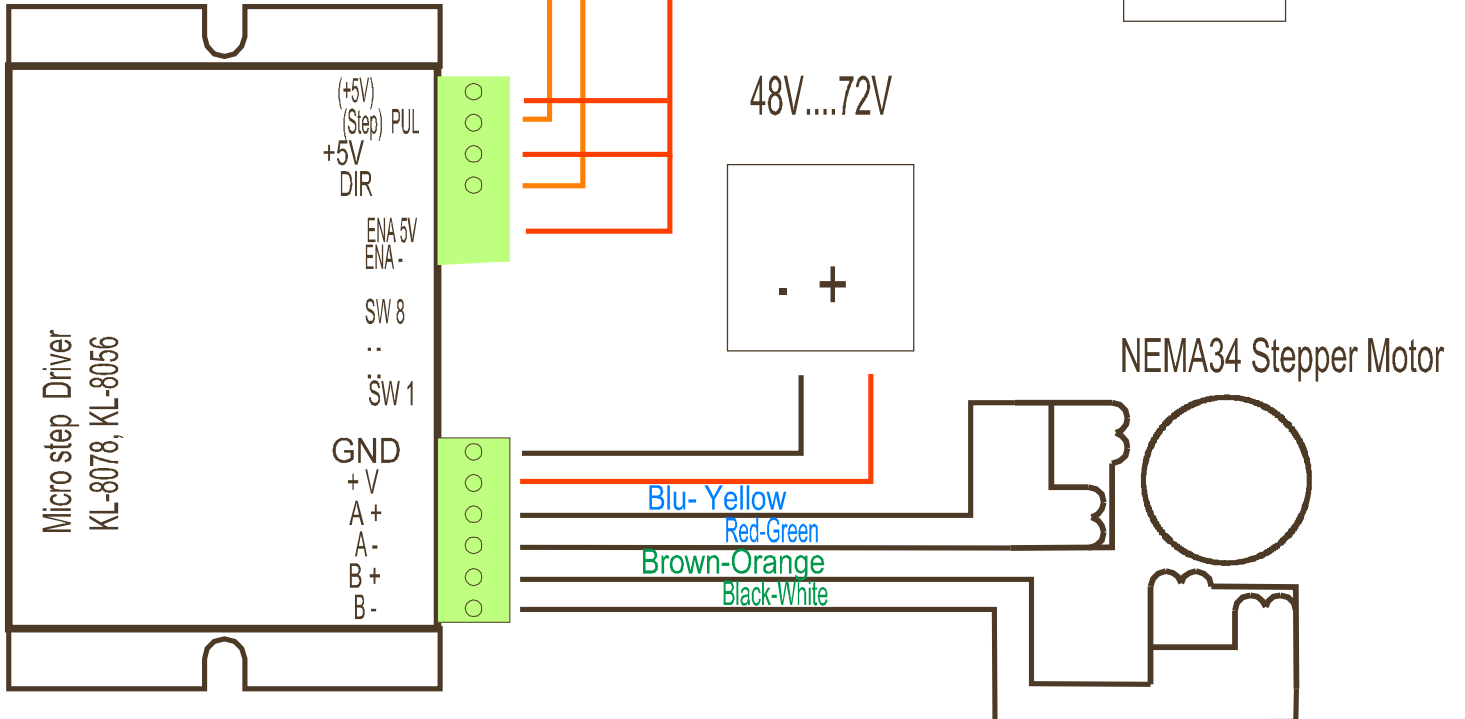 (+5V)
(Step) PUL
+5V
DIR
ENA 5V
ENA -
SW 8
. .
. .
SW 1
GND
+ V
A +
A -
B +
B -
Micro step Driver
KL-8078, KL-8056
48V....72V
- +
Blu- Yellow
Red-Green
Brown-Orange
Black-White
NEMA34 Stepper Motor